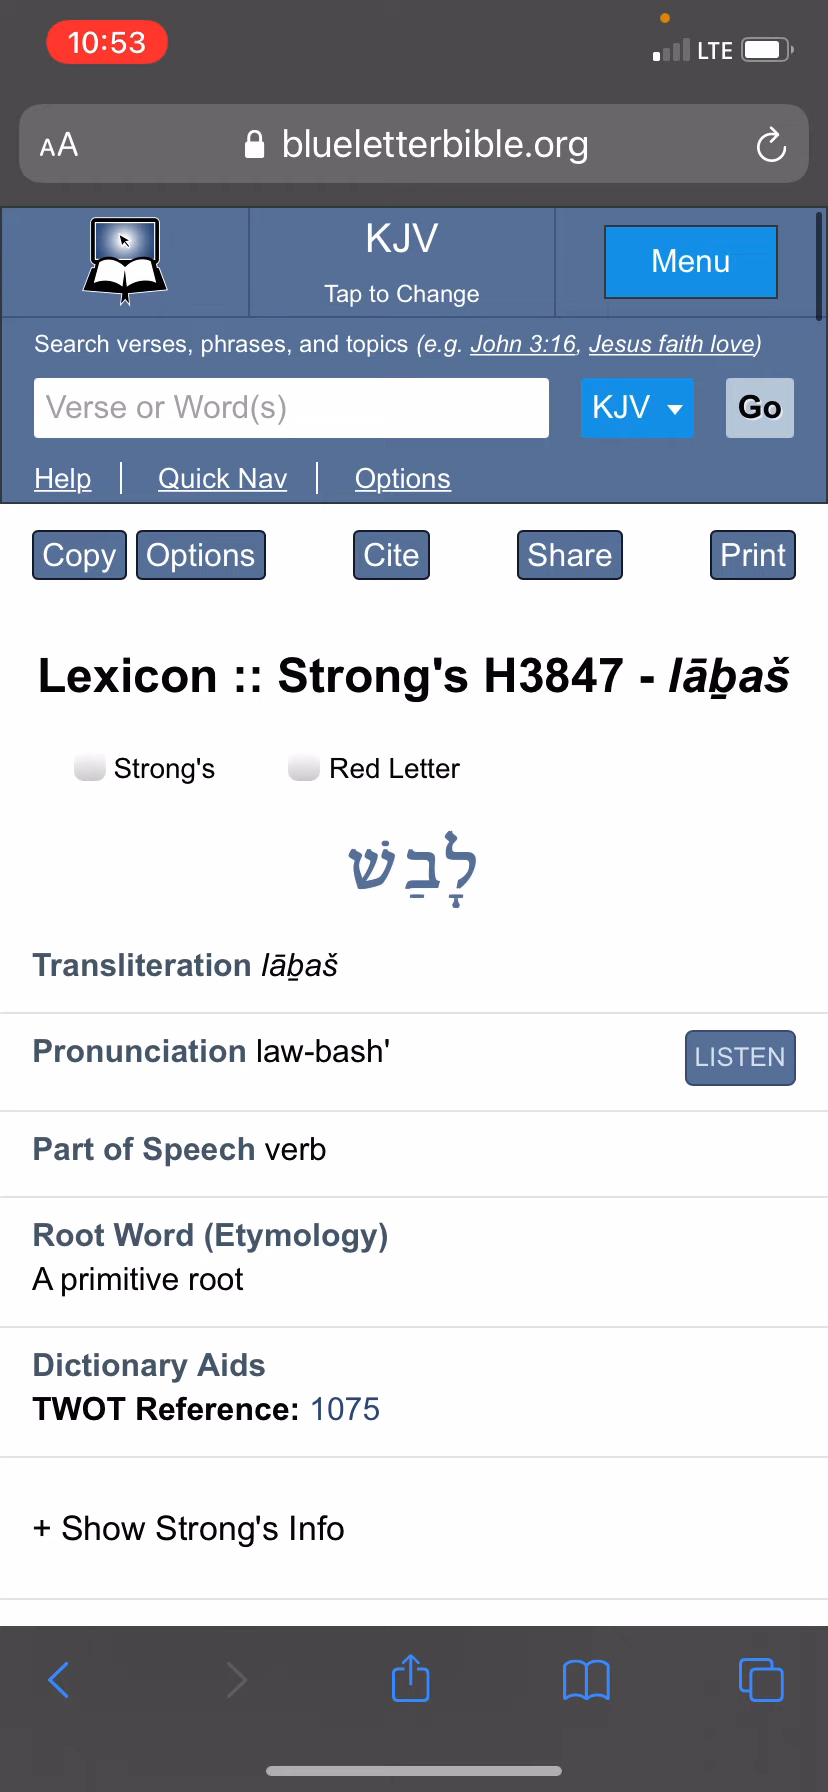 10:53
LTE
AA
blueletterbible.org
KJV
Tap to Change
Menu
Search verses, phrases, and topics (e.g. John 3:16, Jesus faith love)
Verse or Word(s)
KJV
Go
Help
Quick Nav
Options
Copy
Options
Cite
Share
Print
Lexicon :: Strong's H3847 - lāḇaš
Strong's
Red Letter
לָבַשׁ
Transliteration lāḇaš
Pronunciation law-bash'
LISTEN
Part of Speech verb
Root Word (Etymology)
A primitive root
Dictionary Aids
TWOT Reference: 1075
+ Show Strong's Info